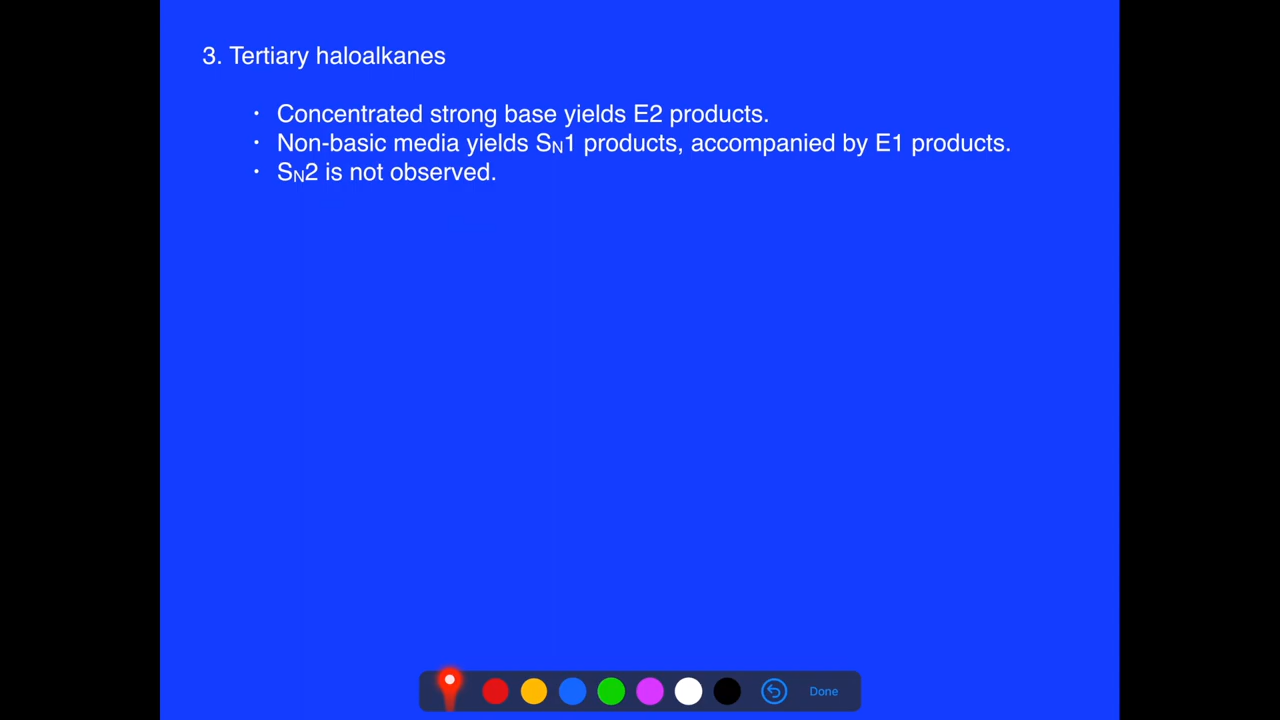 3. Tertiary haloalkanes
· Concentrated strong base yields E2 products.
· Non-basic media yields SN1 products, accompanied by E1 products.
· SN2 is not observed.
Done